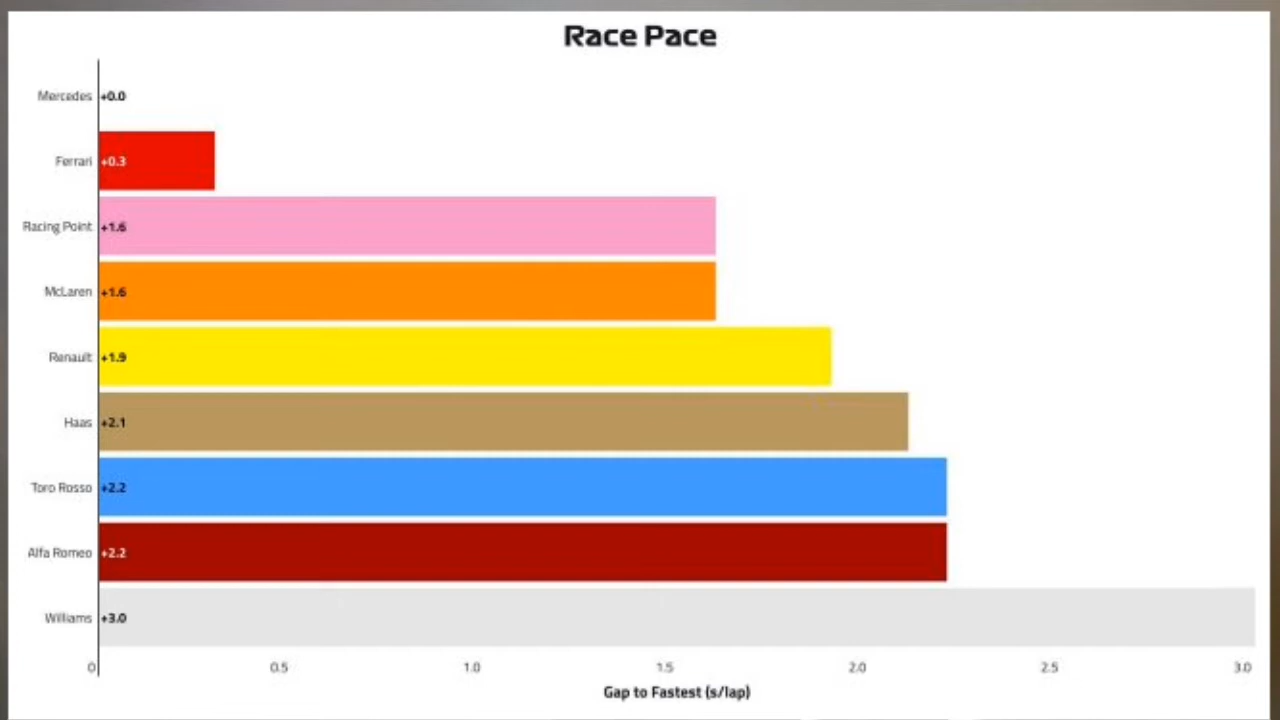 Race Pace
Mercedes +0.0
Ferrari +0.3
Racing Point +1.6
McLaren +1.6
Renault +1.9
Haas +2.1
Toro Rosso +2.2
Alfa Romeo +2.2
Williams +3.0
0 0.5 1.0 1.5 2.0 2.5 3.0
Gap to Fastest (s/lap)